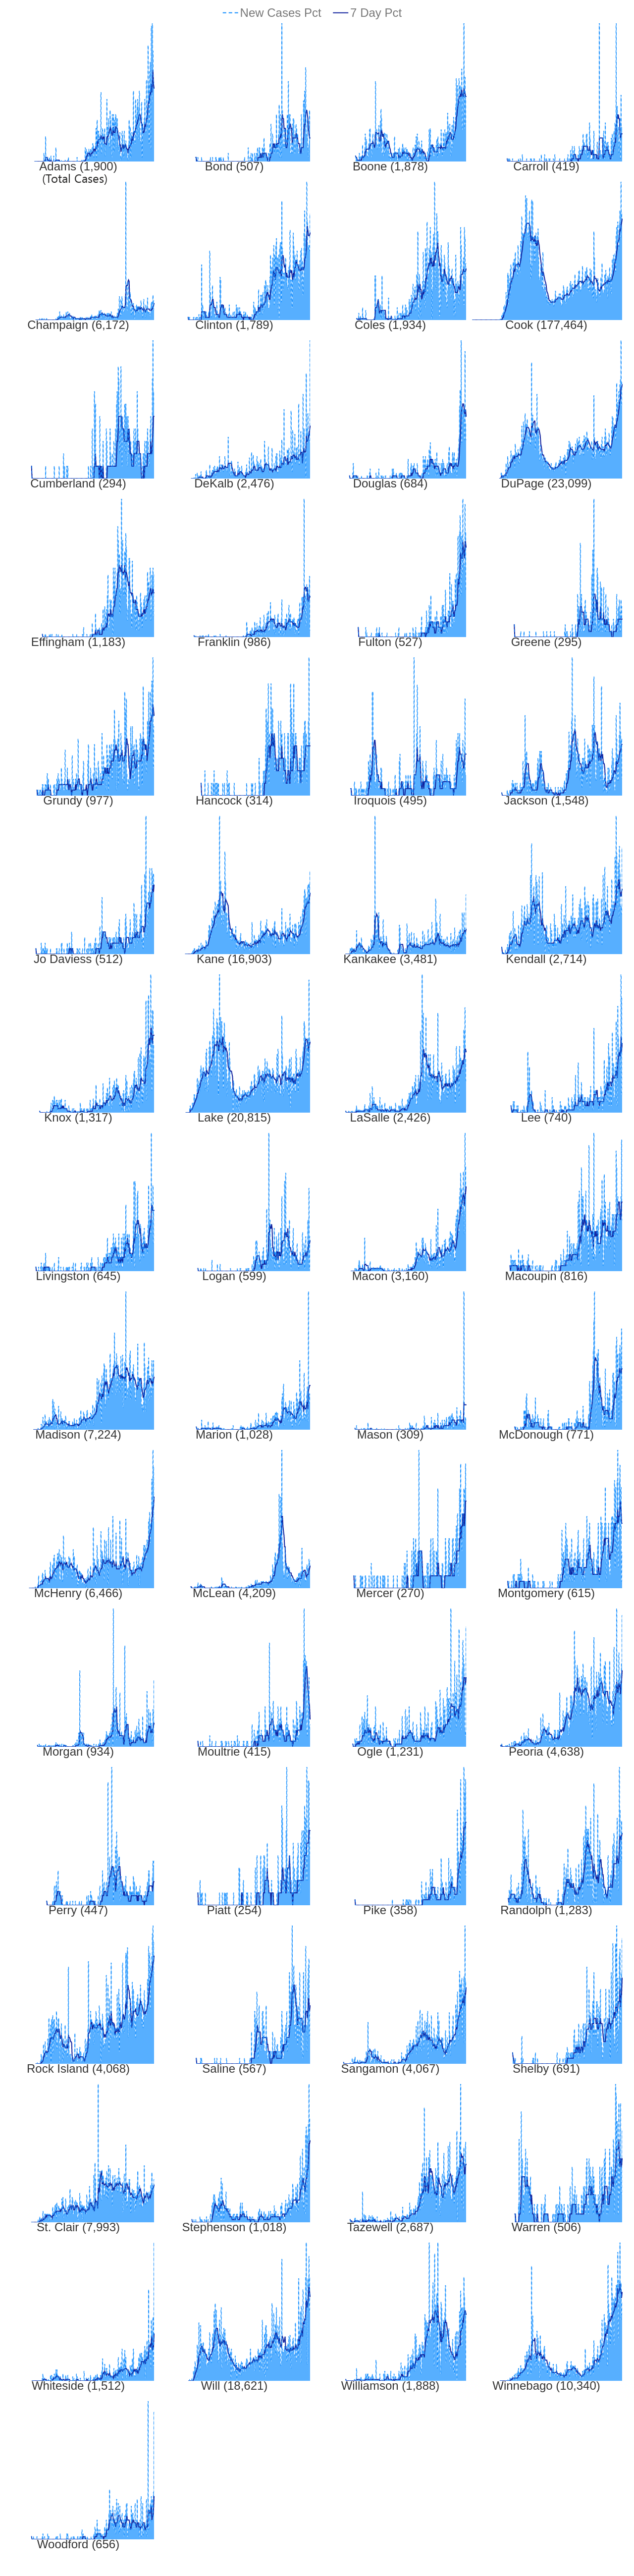 New Cases Pct 7 Day Pct
Adams (1,900) Bond (507) Boone (1,878) Carroll (419)
(Total Cases)
Champaign (6,172) Clinton (1,789) Coles (1,934) Cook (177,464)
Cumberland (294) DeKalb (2,476) Douglas (684) DuPage (23,099)
Effingham (1,183) Franklin (986) Fulton (527) Greene (295)
Grundy (977) Hancock (314) Iroquois (495) Jackson (1,548)
Jo Daviess (512) Kane (16,903) Kankakee (3,481) Kendall (2,714)
Knox (1,317) Lake (20,815) LaSalle (2,426) Lee (740)
Livingston (645) Logan (599) Macon (3,160) Macoupin (816)
Madison (7,224) Marion (1,028) Mason (309) McDonough (771)
McHenry (6,466) McLean (4,209) Mercer (270) Montgomery (615)
Morgan (934) Moultrie (415) Ogle (1,231) Peoria (4,638)
Perry (447) Piatt (254) Pike (358) Randolph (1,283)
Rock Island (4,068) Saline (567) Sangamon (4,067) Shelby (691)
St. Clair (7,993) Stephenson (1,018) Tazewell (2,687) Warren (506)
Whiteside (1,512) Will (18,621) Williamson (1,888) Winnebago (10,340)
Woodford (656)